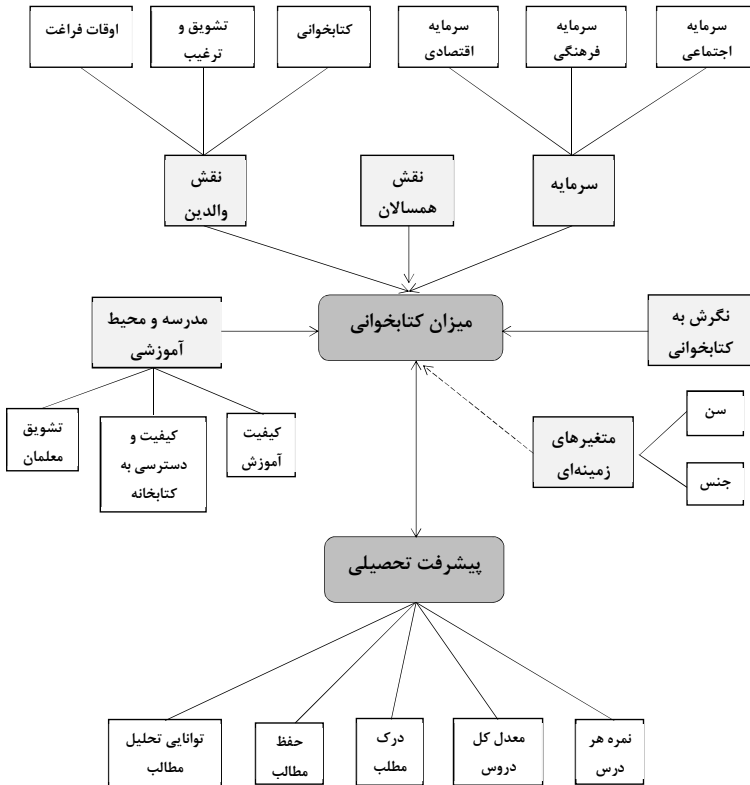 سرمایه
اجتماعی
سرمایه
فرهنگی
سرمایه
اقتصادی
کتابخوانی
تشویق و
ترغیب
اوقات فراغت
سرمایه
نقش
همسالان
نقش
والدین
میزان کتابخوانی
نگرش به
کتابخوانی
مدرسه و محیط
آموزشی
سن
جنس
متغیرهای
زمینه‌ای
کیفیت
آموزش
کیفیت و
دسترسی به
کتابخانه
تشویق
معلمان
پیشرفت تحصیلی
نمره هر
درس
معدل کل
دروس
درک
مطلب
حفظ
مطالب
توانایی تحلیل
مطالب